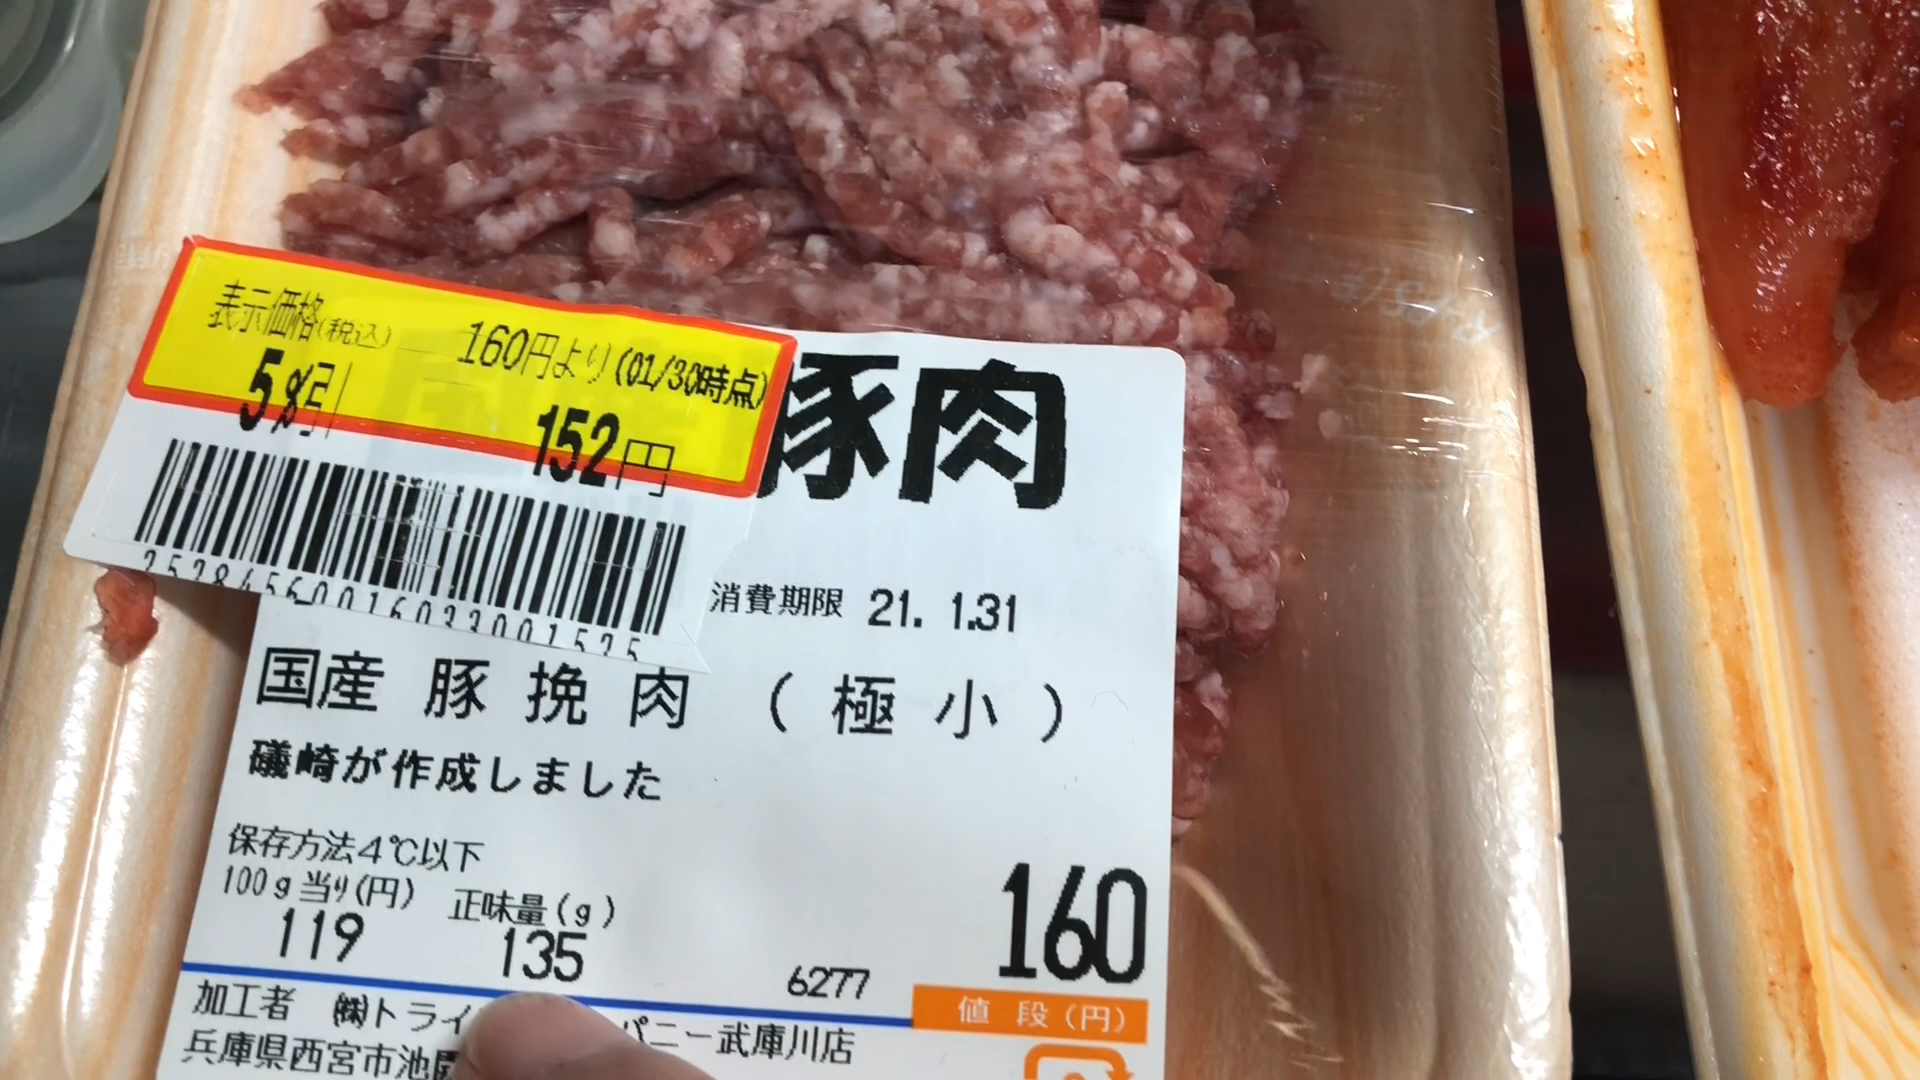 表示価格(税込) 160円より(01/30時点)
5%引 152円
豚肉
消費期限 21. 1.31
国産 豚 挽 肉 ( 極 小 )
礒崎が作成しました
保存方法4℃以下
100g当り(円) 正味量(g)
119 135 6277 160
値 段(円)
加工者 ㈱トライ パニー武庫川店
兵庫県西宮市池